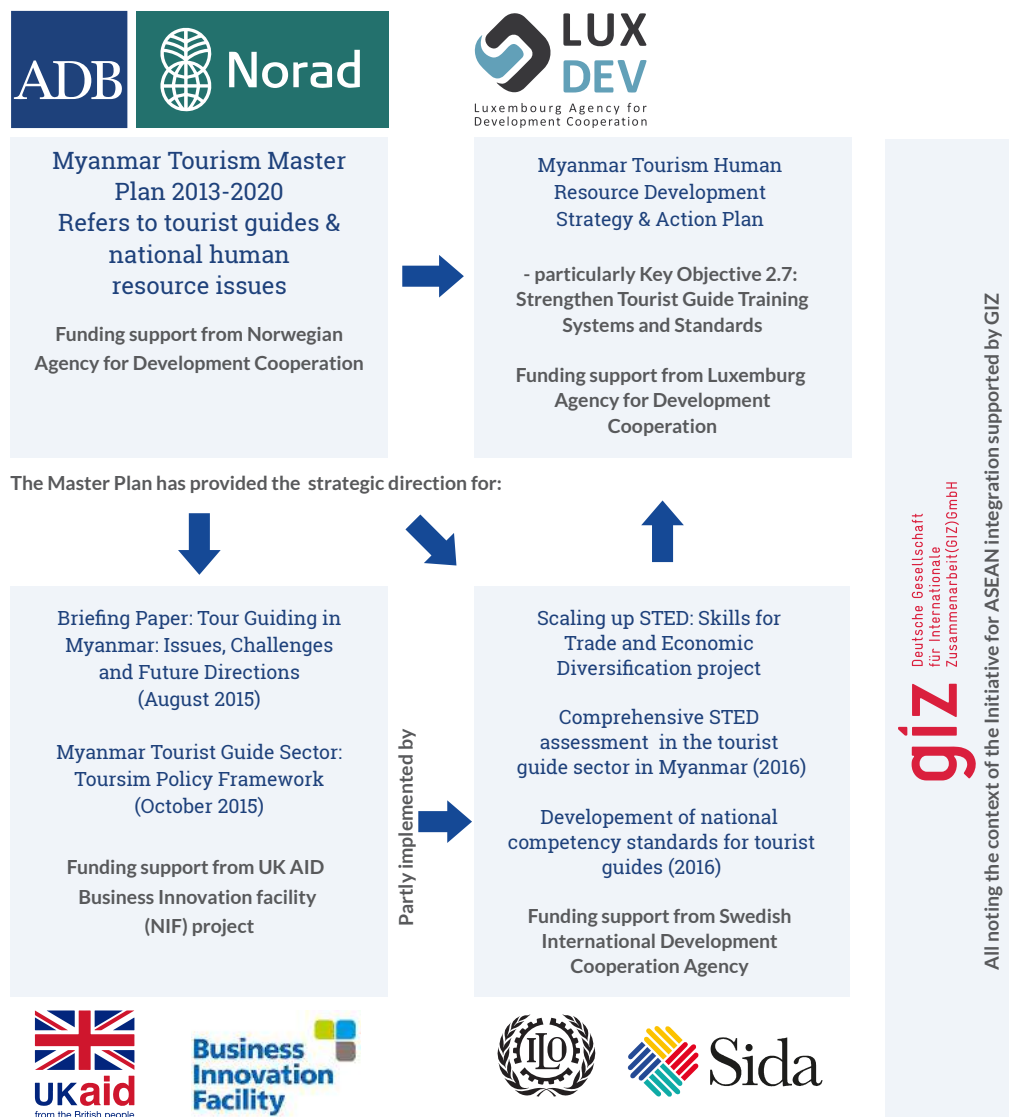 ADB
Norad
LUX
DEV
Luxembourg Agency for
Development Cooperation
Myanmar Tourism Master
Plan 2013-2020
Refers to tourist guides &
national human
resource issues
Funding support from Norwegian
Agency for Development Cooperation
Myanmar Tourism Human
Resource Development
Strategy & Action Plan
- particularly Key Objective 2.7:
Strengthen Tourist Guide Training
Systems and Standards
Funding support from Luxemburg
Agency for Development
Cooperation
The Master Plan has provided the strategic direction for:
Briefing Paper: Tour Guiding in
Myanmar: Issues, Challenges
and Future Directions
(August 2015)
Myanmar Tourist Guide Sector:
Toursim Policy Framework
(October 2015)
Funding support from UK AID
Business Innovation facility
(NIF) project
Partly implemented by
Scaling up STED: Skills for
Trade and Economic
Diversification project
Comprehensive STED
assessment in the tourist
guide sector in Myanmar (2016)
Developement of national
competency standards for tourist
guides (2016)
Funding support from Swedish
International Development
Cooperation Agency
giz
Deutsche Gesellschaft
für Internationale
Zusammenarbeit(GIZ)GmbH
All noting the context of the Initiative for ASEAN integration supported by GIZ
UKaid
from the British people
Business
Innovation
Facility
ILO
Sida